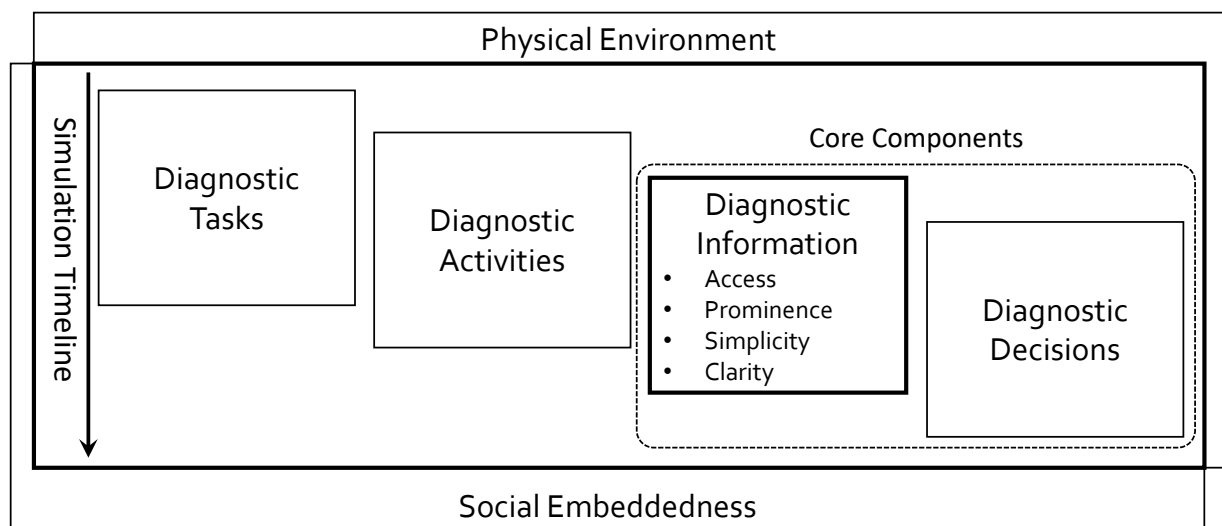 Physical Environment
Simulation Timeline
Diagnostic
Tasks
Diagnostic
Activities
Core Components
Diagnostic
Information
• Access
• Prominence
• Simplicity
• Clarity
Diagnostic
Decisions
Social Embeddedness